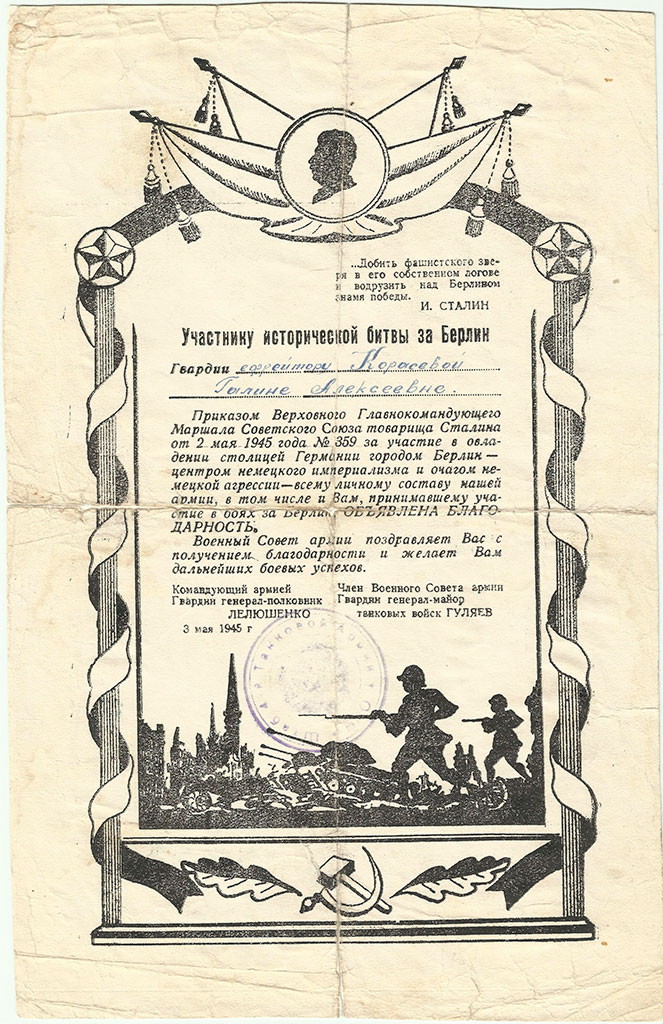 ...Добить фашистского зве-
ря в его собственном логове
и водрузить над Берлином
знамя победы.
И. СТАЛИН
Участнику исторической битвы за Берлин
Гвардии ефрейтору Карасевой
Галине Алексеевне.
Приказом Верховного Главнокомандующего
Маршала Советского Союза товарища Сталина
от 2 мая 1945 года № 359 за участие в овла-
дении столицей Германии городом Берлин —
центром немецкого империализма и очагом не-
мецкой агрессии—всему личному составу нашей
армии, в том числе и Вам, принимавшему уча-
стие в боях за Берлин, ОБЪЯВЛЕНА БЛАГО-
ДАРНОСТЬ.
Военный Совет армии поздравляет Вас с
получением благодарности и желает Вам
дальнейших боевых успехов.
Командующий армией
Гвардии генерал-полковник
ЛЕЛЮШЕНКО
3 мая 1945 г
Член Военного Совета армии
Гвардии генерал-майор
танковых войск ГУЛЯЕВ
Штаб 4 Танковой Армии